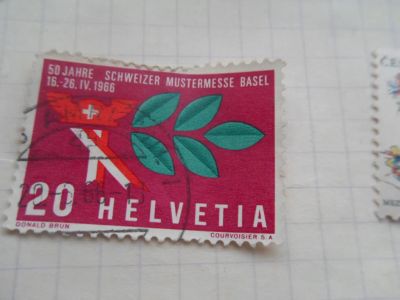 50 JAHRE SCHWEIZER MUSTERMESSE BASEL
16.-26. IV. 1966
20 HELVETIA
DONALD BRUN
COURVOISIER S.A